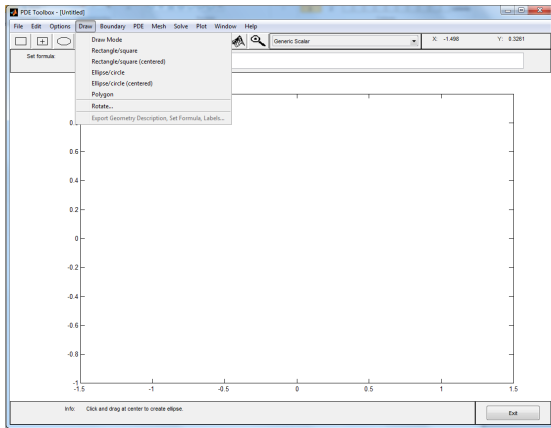 PDE Toolbox - [Untitled]
File Edit Options Draw Boundary PDE Mesh Solve Plot Window Help
Generic Scalar
X: -1.498
Y: 0.3261
Set formula:
Draw Mode
Rectangle/square
Rectangle/square (centered)
Ellipse/circle
Ellipse/circle (centered)
Polygon
Rotate...
Export Geometry Description, Set Formula, Labels...
0.6
0.4
0.2
0
-0.2
-0.4
-0.6
-0.8
-1
-1.5 -1 -0.5 0 0.5 1 1.5
Info: Click and drag at center to create ellipse.
Exit